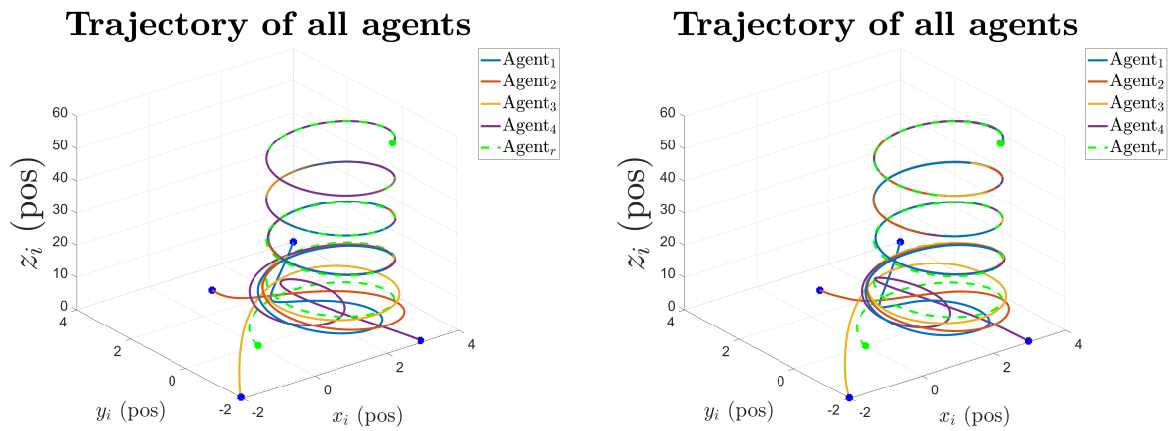 Trajectory of all agents
Agent₁
Agent₂
Agent₃
Agent₄
Agentᵣ
60
50
40
30
20
10
0
zᵢ (pos)
4
2
0
-2
yᵢ (pos)
-2
0
2
4
xᵢ (pos)
Trajectory of all agents
Agent₁
Agent₂
Agent₃
Agent₄
Agentᵣ
60
50
40
30
20
10
0
zᵢ (pos)
4
2
0
-2
yᵢ (pos)
-2
0
2
4
xᵢ (pos)